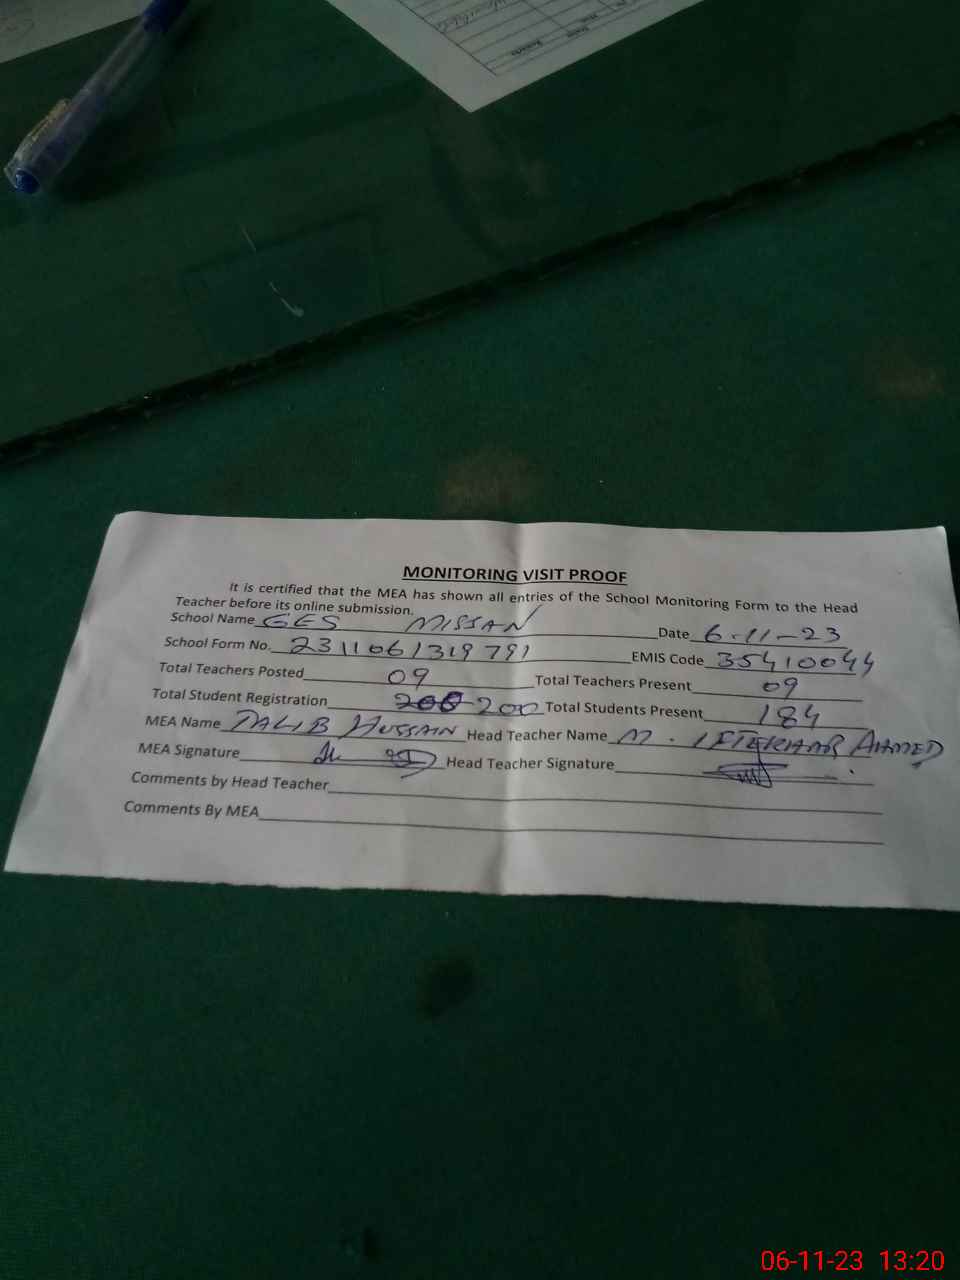 MONITORING VISIT PROOF
It is certified that the MEA has shown all entries of the School Monitoring Form to the Head
Teacher before its online submission.
School Name GES MISSAN Date 6-11-23
School Form No. 2311061319791 EMIS Code 35410044
Total Teachers Posted 09 Total Teachers Present 09
Total Student Registration 200 200 Total Students Present 184
MEA Name TALIB HUSSAIN Head Teacher Name M. IFTEKHAR AHMED
MEA Signature Head Teacher Signature
Comments by Head Teacher
Comments By MEA
06-11-23 13:20